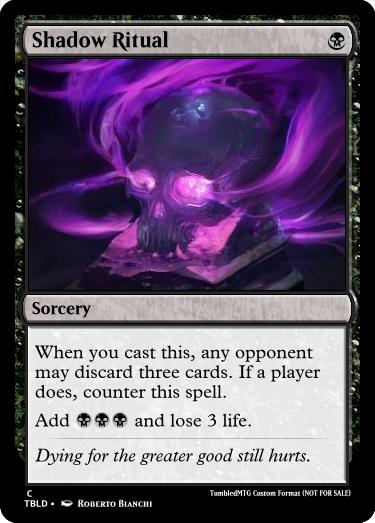 Shadow Ritual
Sorcery
When you cast this, any opponent
may discard three cards. If a player
does, counter this spell.
Add and lose 3 life.
Dying for the greater good still hurts.
C
TBLD • Roberto Bianchi
TumbledMTG Custom Format (NOT FOR SALE)